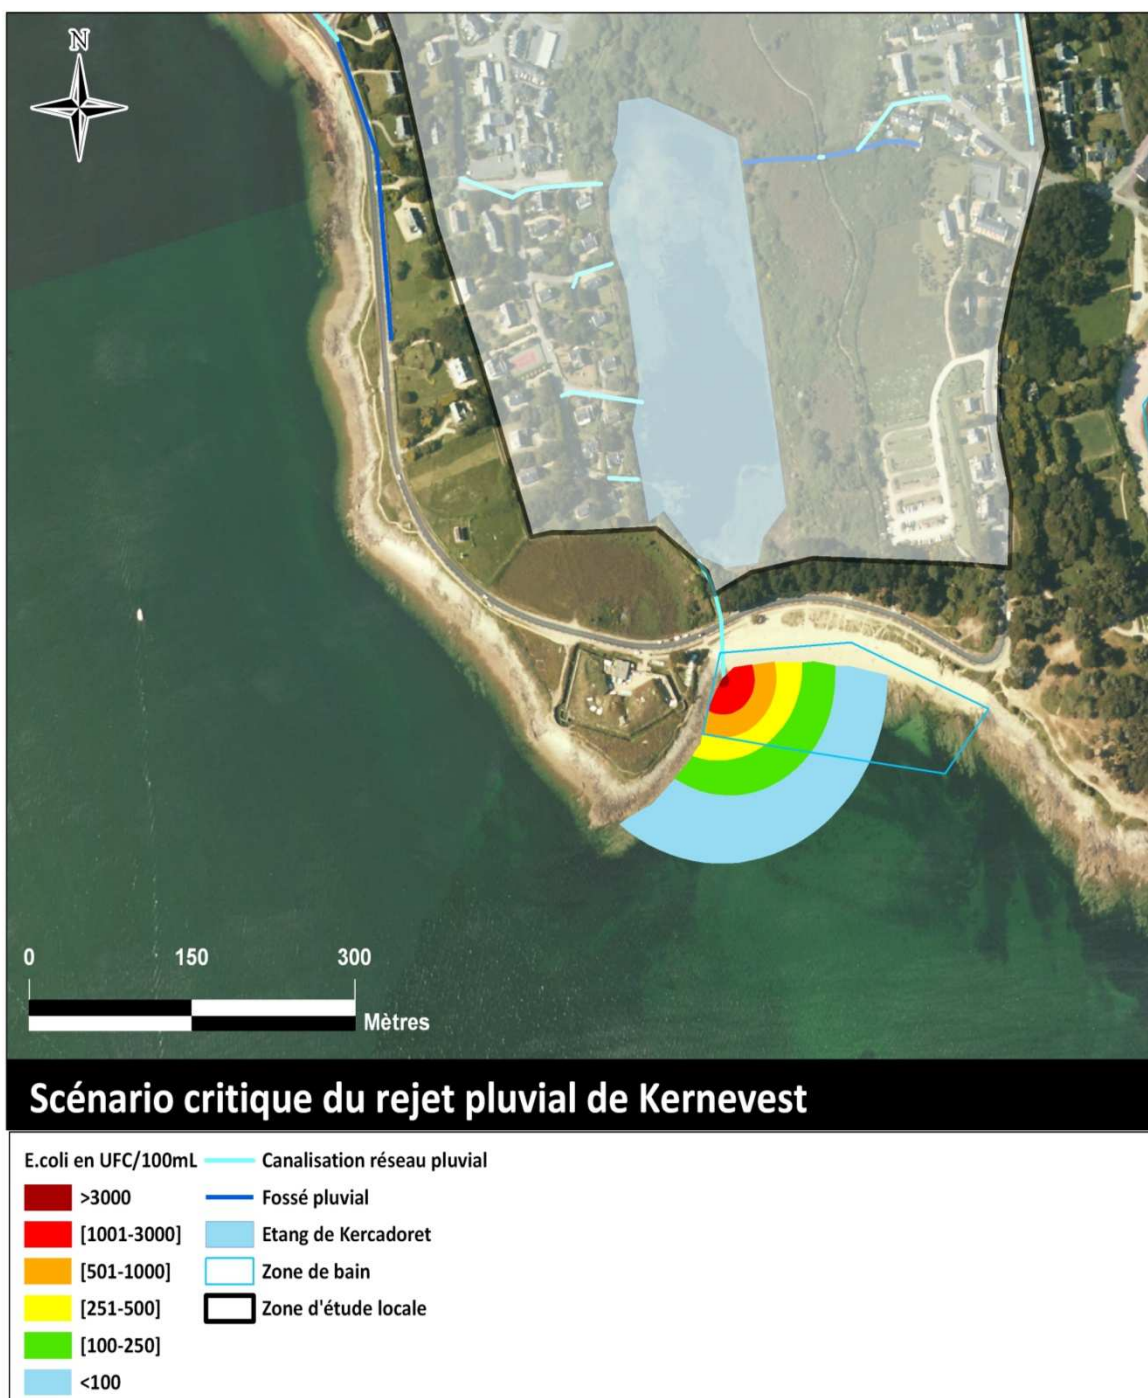 N
0 150 300
Mètres
Scénario critique du rejet pluvial de Kernevest
E.coli en UFC/100mL
>3000
[1001-3000]
[501-1000]
[251-500]
[100-250]
<100
Canalisation réseau pluvial
Fossé pluvial
Etang de Kercadoret
Zone de bain
Zone d'étude locale